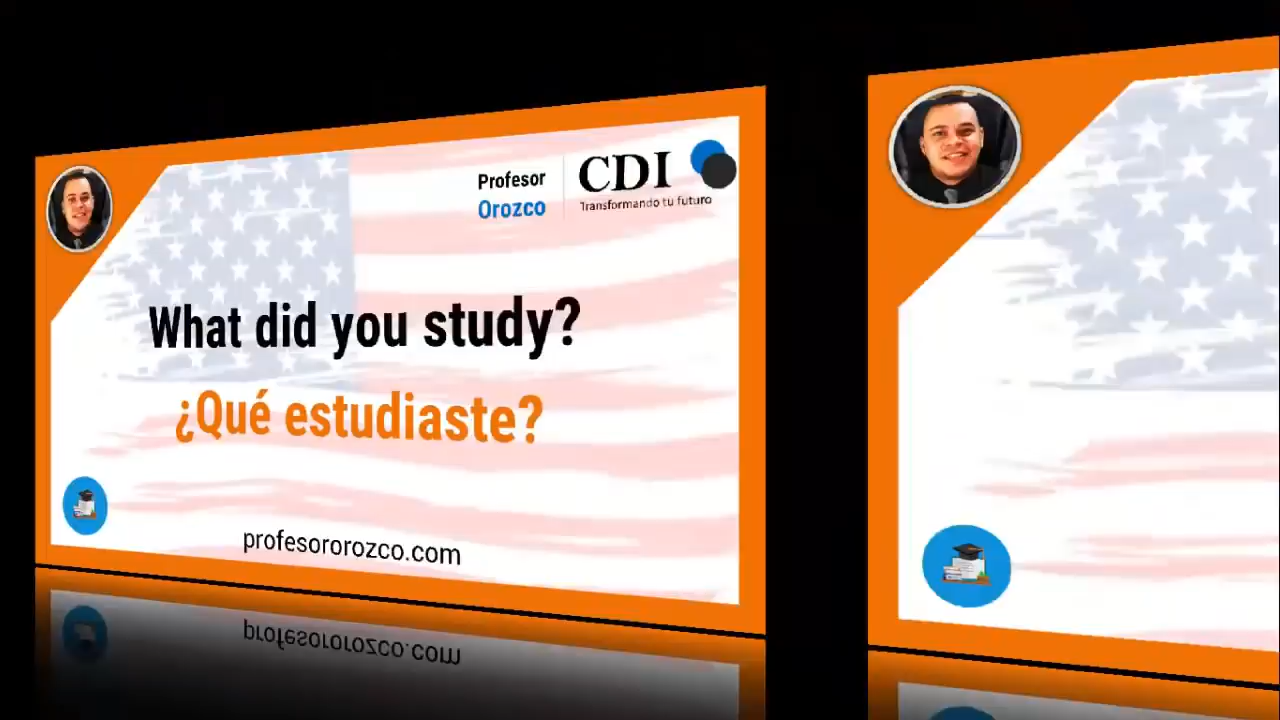 Profesor
Orozco
CDI
Transformando tu futuro
What did you study?
¿Qué estudiaste?
profesororozco.com
profesororozco.com